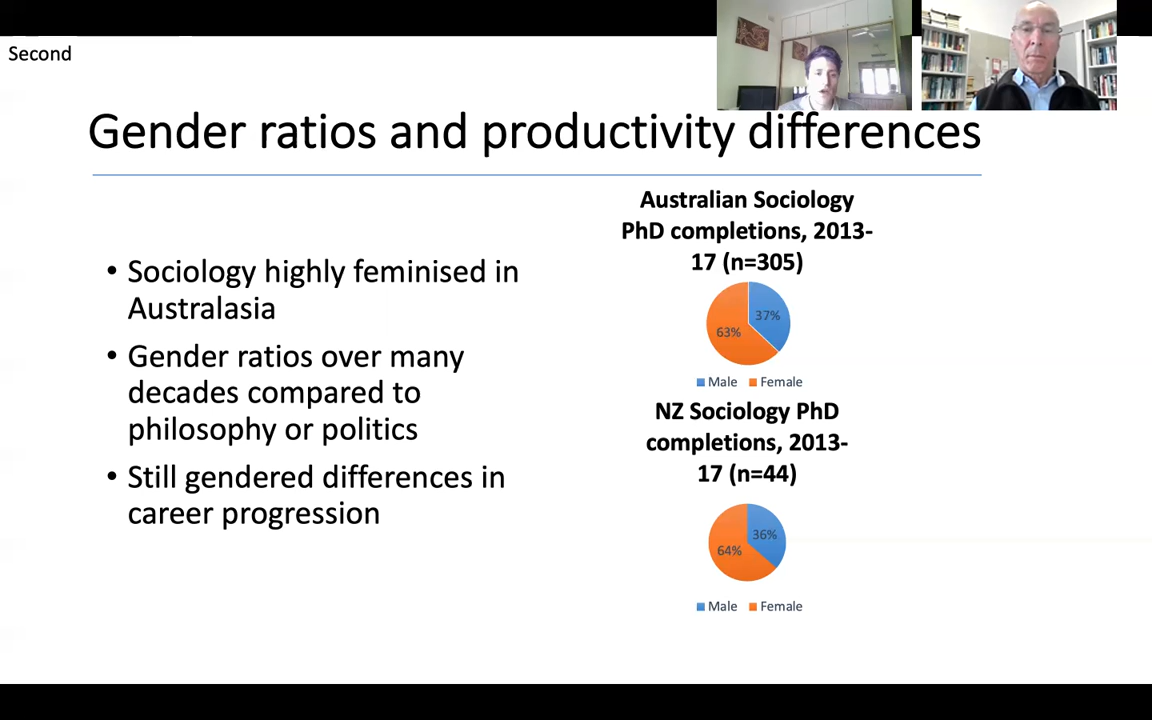 Second
Gender ratios and productivity differences
• Sociology highly feminised in
Australasia
• Gender ratios over many
decades compared to
philosophy or politics
• Still gendered differences in
career progression
Australian Sociology
PhD completions, 2013-
17 (n=305)
37%
63%
Male Female
NZ Sociology PhD
completions, 2013-
17 (n=44)
36%
64%
Male Female